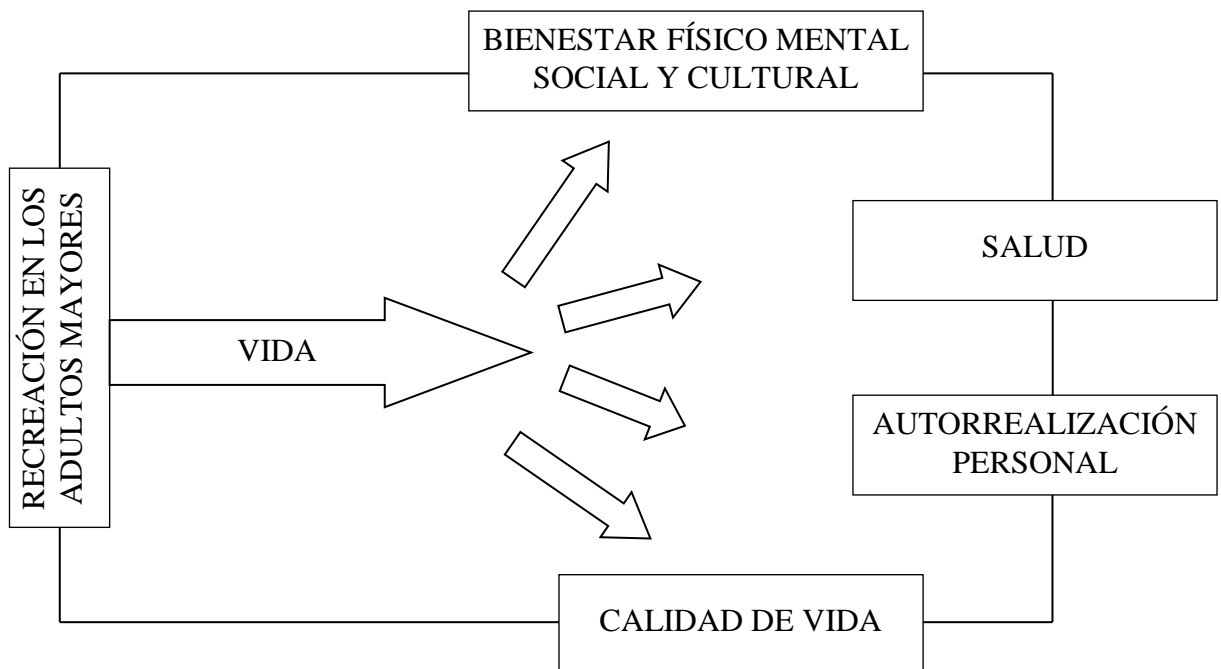 BIENESTAR FÍSICO MENTAL
SOCIAL Y CULTURAL
RECREACIÓN EN LOS
ADULTOS MAYORES
SALUD
VIDA
AUTORREALIZACIÓN
PERSONAL
CALIDAD DE VIDA